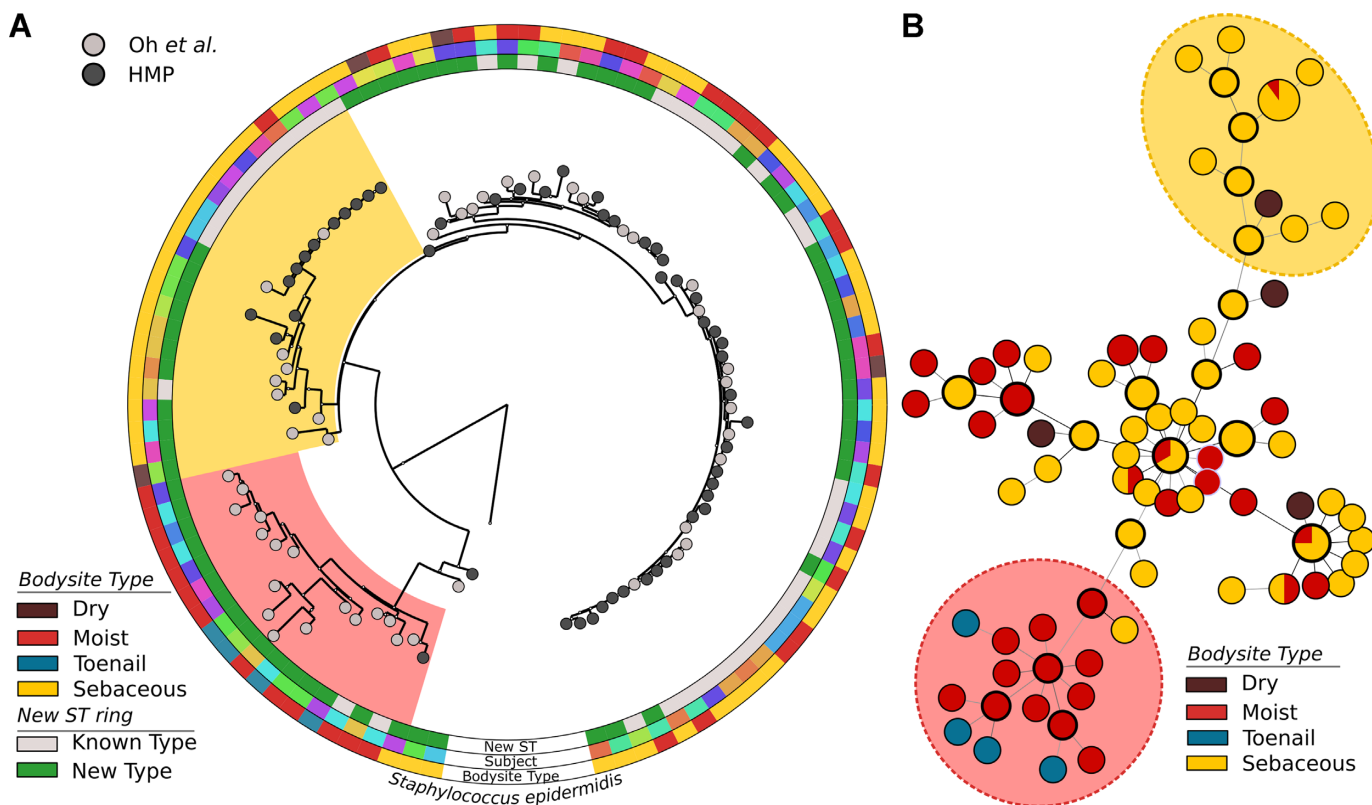 A
Oh et al.
HMP
Bodysite Type
Dry
Moist
Toenail
Sebaceous
New ST ring
Known Type
New Type
New ST
Subject
Bodysite Type
Staphylococcus epidermidis
B
Bodysite Type
Dry
Moist
Toenail
Sebaceous